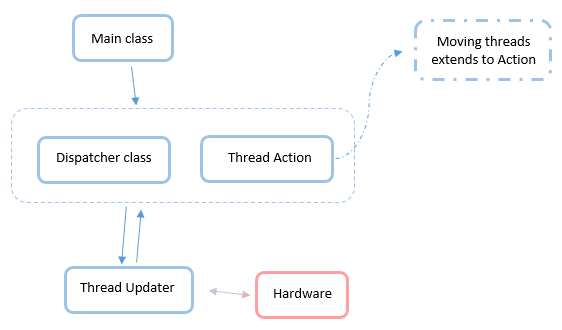 Main class
Moving threads
extends to Action
Dispatcher class
Thread Action
Thread Updater
Hardware